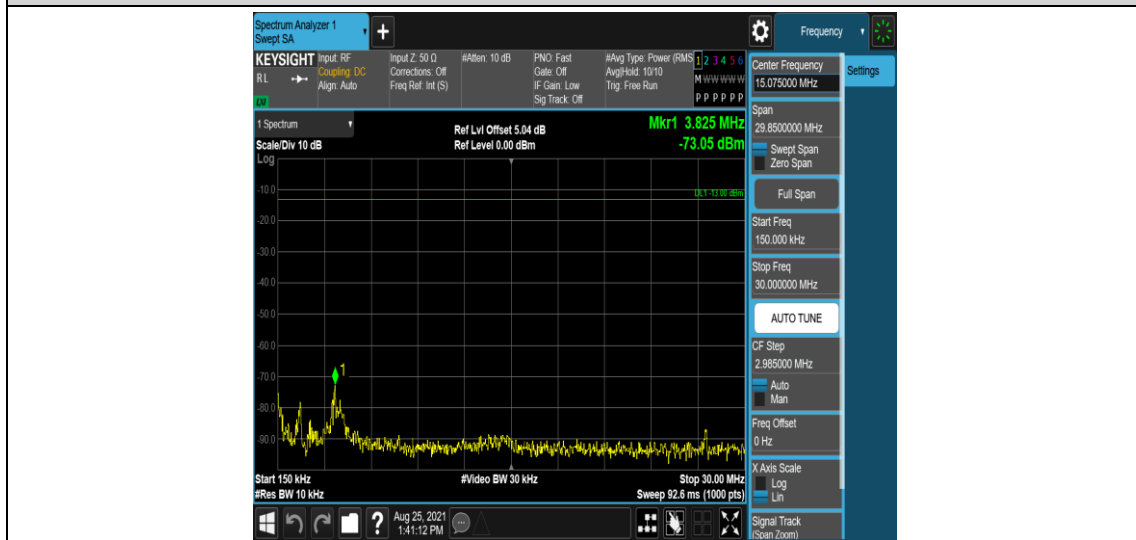 Spectrum Analyzer 1
Swept SA
+
Frequency
KEYSIGHT
RL
LXI
Input: RF
Coupling: DC
Align: Auto
Input Z: 50 Ω
Corrections: Off
Freq Ref: Int (S)
#Atten: 10 dB
PNO: Fast
Gate: Off
IF Gain: Low
Sig Track: Off
#Avg Type: Power (RMS
Avg|Hold: 10/10
Trig: Free Run
1 2 3 4 5 6
M W W W W W
P P P P P P
Center Frequency
15.075000 MHz
Settings
1 Spectrum
Scale/Div 10 dB
Ref Lvl Offset 5.04 dB
Ref Level 0.00 dBm
Mkr1 3.825 MHz
-73.05 dBm
Span
29.8500000 MHz
Swept Span
Zero Span
Full Span
Start Freq
150.000 kHz
Stop Freq
30.000000 MHz
AUTO TUNE
CF Step
2.985000 MHz
Auto
Man
Freq Offset
0 Hz
X Axis Scale
Log
Lin
Signal Track
(Span Zoom)
Log
-10.0
DL1 -13.00 dBm
-20.0
-30.0
-40.0
-50.0
-60.0
-70.0
1
-80.0
-90.0
Start 150 kHz
#Video BW 30 kHz
Stop 30.00 MHz
#Res BW 10 kHz
Sweep 92.6 ms (1000 pts)
?
Aug 25, 2021
1:41:12 PM